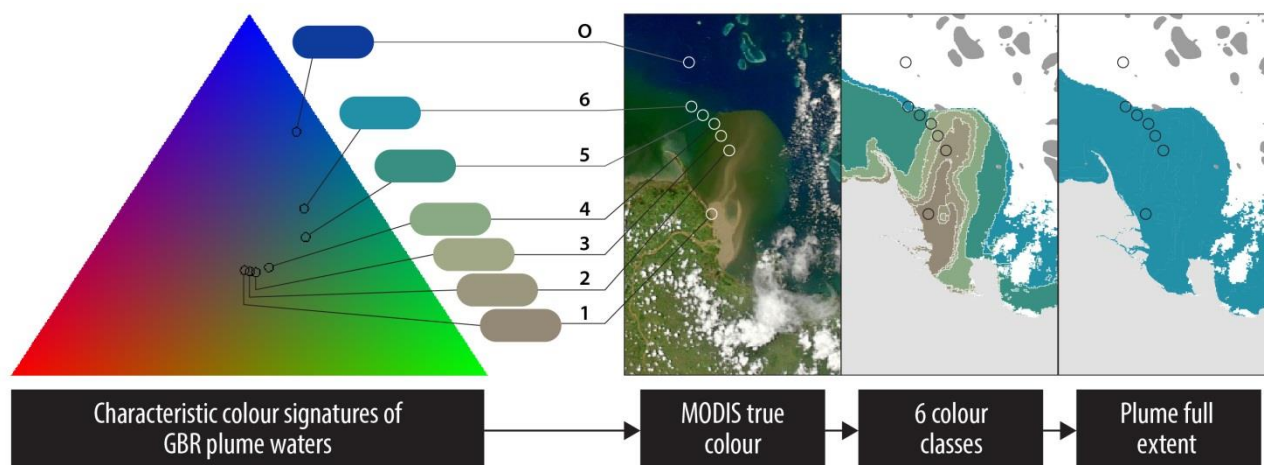 O
6
5
4
3
2
1
Characteristic colour signatures of
GBR plume waters
MODIS true
colour
6 colour
classes
Plume full
extent